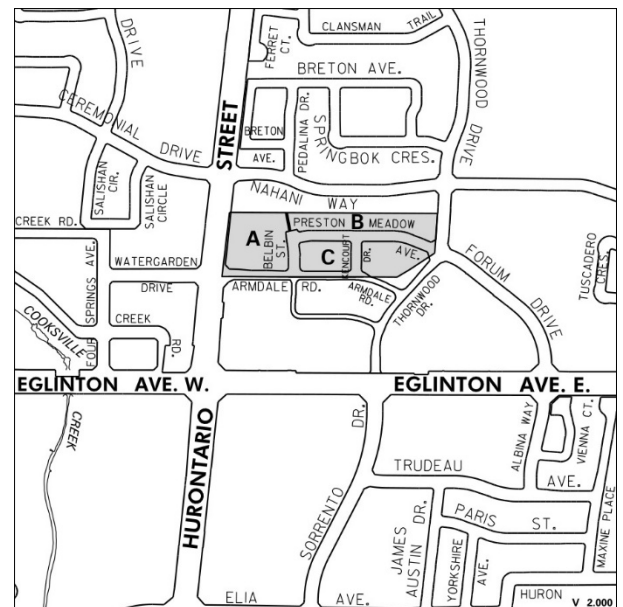 DRIVE
FERRET CT.
CLANSMAN
TRAIL
THORNWOOD DRIVE
BRETON AVE.
CEREMONIAL DRIVE
STREET
BRETON
AVE.
PEDALINA DR.
SPRINGBOK CRES.
SALISHAN CIR.
SALISHAN CIRCLE
NAHANI WAY
CREEK RD.
A
BELBIN ST.
B
PRESTON MEADOW
AVE.
C
DR.
WATERGARDEN
DRIVE
FOUR SPRINGS AVE.
CREEK
RD.
COOKSVILLE
CREEK
ARMDALE RD.
ARMDALE RD.
THORNWOOD DR.
FORUM DRIVE
TUSCADERO CRES.
EGLINTON AVE. W.
EGLINTON AVE. E.
HURONTARIO
SORRENTO DR.
TRUDEAU AVE.
ALBINA WAY
VIENNA CT.
PARIS ST.
JAMES AUSTIN DR.
YORKSHIRE AVE.
MAXINE PLACE
ELIA AVE.
HURON
V 2.000